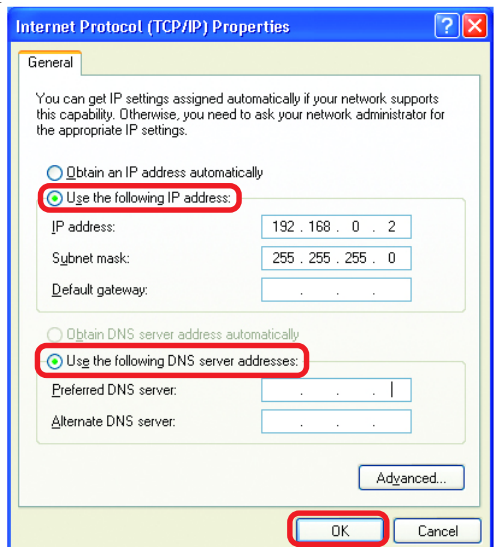 Internet Protocol (TCP/IP) Properties
General
You can get IP settings assigned automatically if your network supports
this capability. Otherwise, you need to ask your network administrator for
the appropriate IP settings.
Obtain an IP address automatically
Use the following IP address:
IP address: 192 . 168 . 0 . 2
Subnet mask: 255 . 255 . 255 . 0
Default gateway: . . .
Obtain DNS server address automatically
Use the following DNS server addresses:
Preferred DNS server: . . .
Alternate DNS server: . . .
Advanced...
OK Cancel